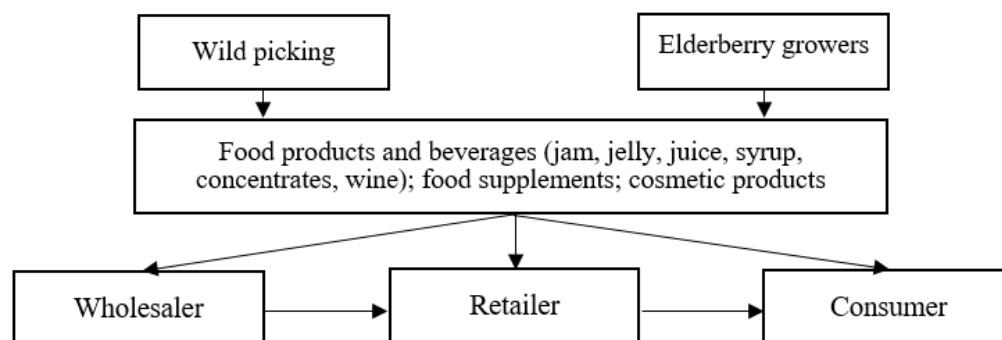 Wild picking
Elderberry growers
Food products and beverages (jam, jelly, juice, syrup,
concentrates, wine); food supplements; cosmetic products
Wholesaler
Retailer
Consumer